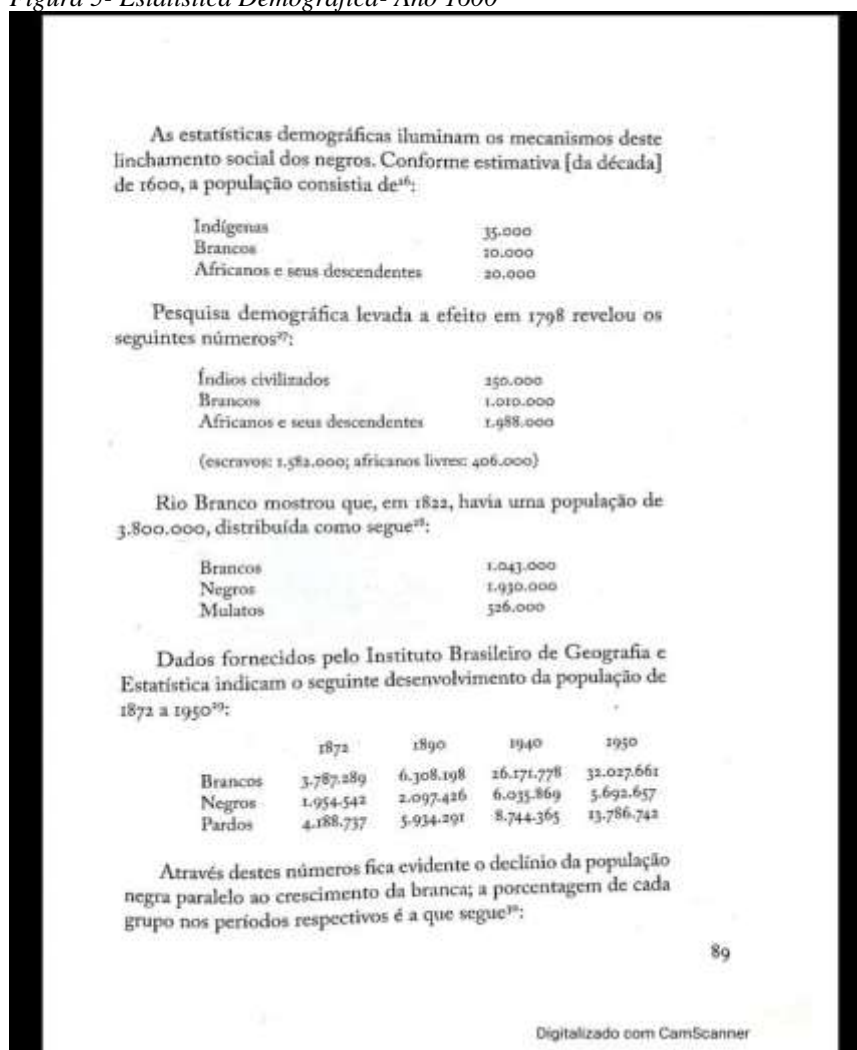 Figura 5- Estatística Demográfica- Ano 1600
As estatísticas demográficas iluminam os mecanismos deste
linchamento social dos negros. Conforme estimativa [da década]
de 1600, a população consistia de²⁶:
Indígenas 35.000
Brancos 10.000
Africanos e seus descendentes 20.000
Pesquisa demográfica levada a efeito em 1798 revelou os
seguintes números²⁷:
Índios civilizados 250.000
Brancos 1.010.000
Africanos e seus descendentes 1.988.000
(escravos: 1.582.000; africanos livres: 406.000)
Rio Branco mostrou que, em 1822, havia uma população de
3.800.000, distribuída como segue²⁸:
Brancos 1.043.000
Negros 1.930.000
Mulatos 526.000
Dados fornecidos pelo Instituto Brasileiro de Geografia e
Estatística indicam o seguinte desenvolvimento da população de
1872 a 1950²⁹:
1872 1890 1940 1950
Brancos 3.787.289 6.308.198 26.171.778 32.027.661
Negros 1.954.542 2.097.426 6.035.869 5.692.657
Pardos 4.188.737 5.934.291 8.744.365 13.786.742
Através destes números fica evidente o declínio da população
negra paralelo ao crescimento da branca; a porcentagem de cada
grupo nos períodos respectivos é a que segue³⁰:
89
Digitalizado com CamScanner